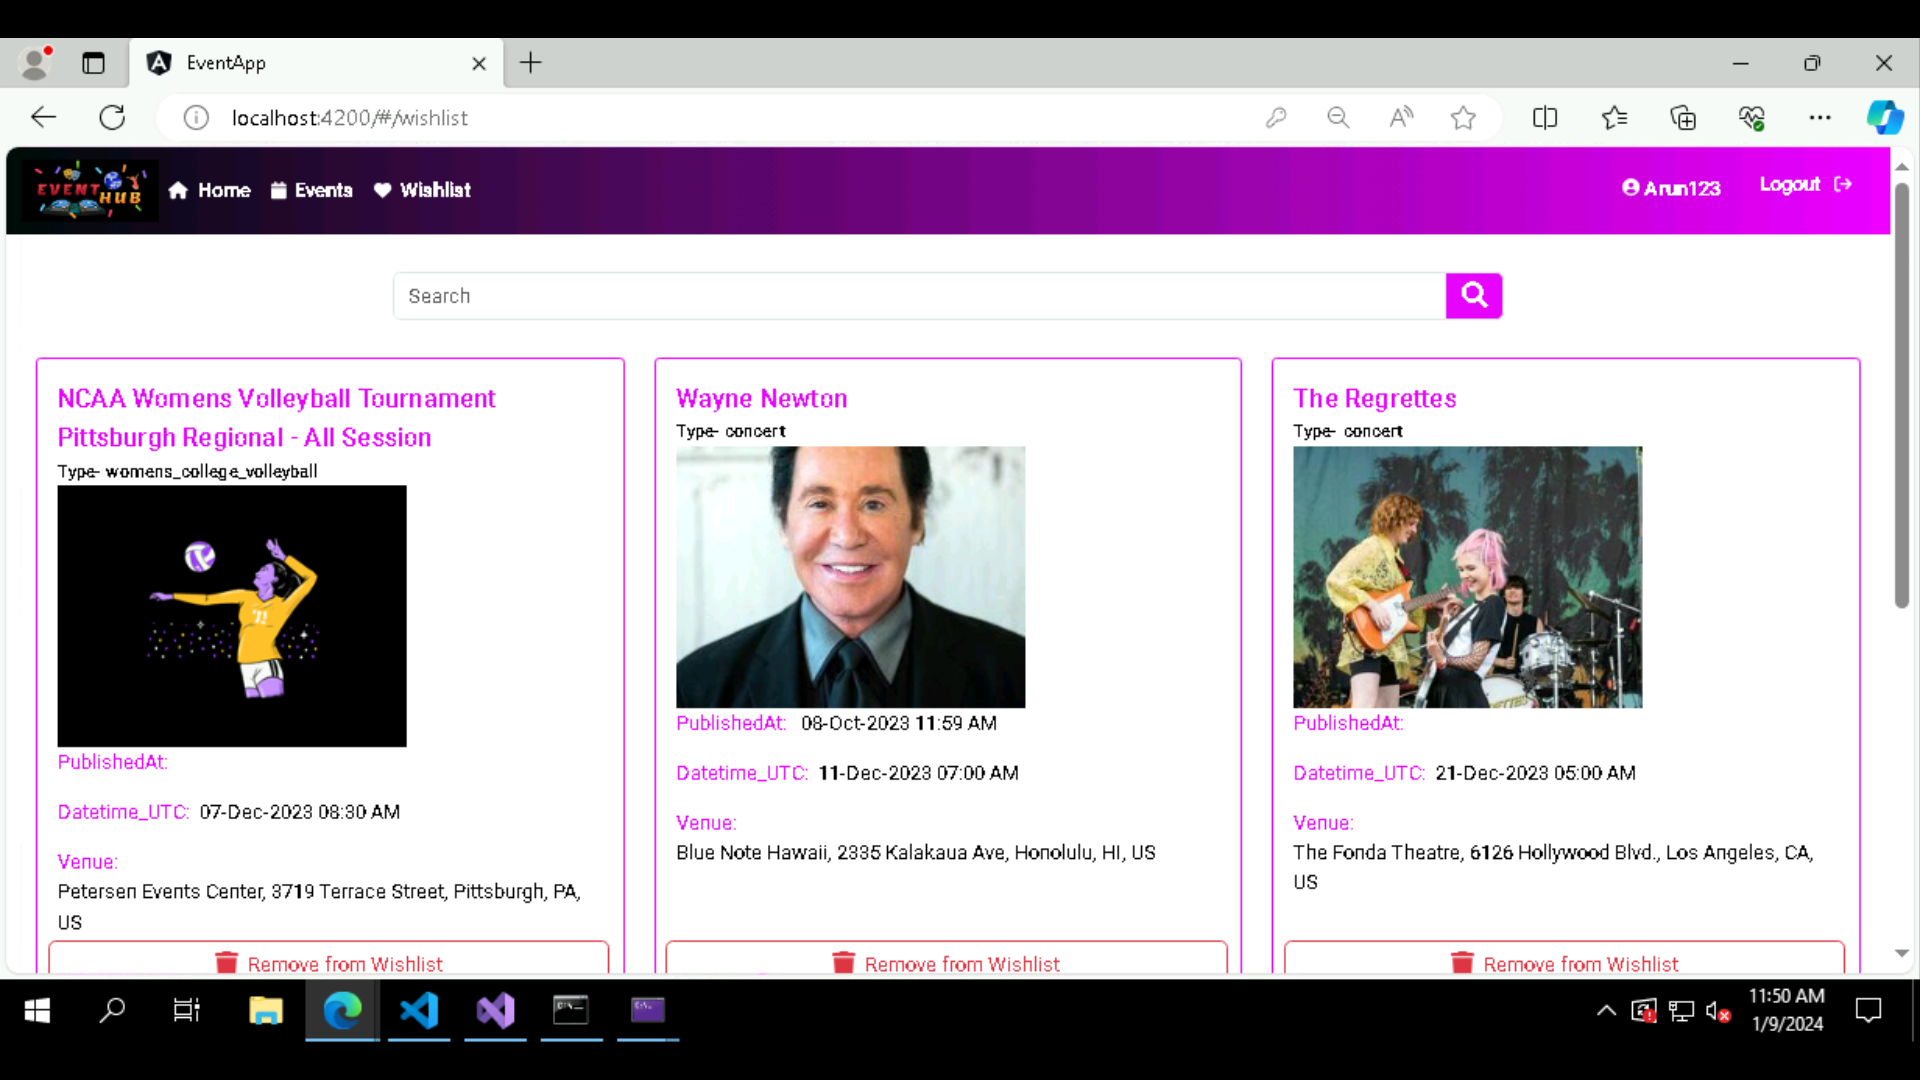 EventApp
localhost:4200/#/wishlist
EVENT HUB
Home Events Wishlist
Arun123 Logout
Search
NCAA Womens Volleyball Tournament
Pittsburgh Regional - All Session
Type- womens_college_volleyball
PublishedAt:
Datetime_UTC: 07-Dec-2023 08:30 AM
Venue:
Petersen Events Center, 3719 Terrace Street, Pittsburgh, PA,
US
Remove from Wishlist
Wayne Newton
Type- concert
PublishedAt: 08-Oct-2023 11:59 AM
Datetime_UTC: 11-Dec-2023 07:00 AM
Venue:
Blue Note Hawaii, 2335 Kalakaua Ave, Honolulu, HI, US
Remove from Wishlist
The Regrettes
Type- concert
PublishedAt:
Datetime_UTC: 21-Dec-2023 05:00 AM
Venue:
The Fonda Theatre, 6126 Hollywood Blvd., Los Angeles, CA,
US
Remove from Wishlist
11:50 AM
1/9/2024